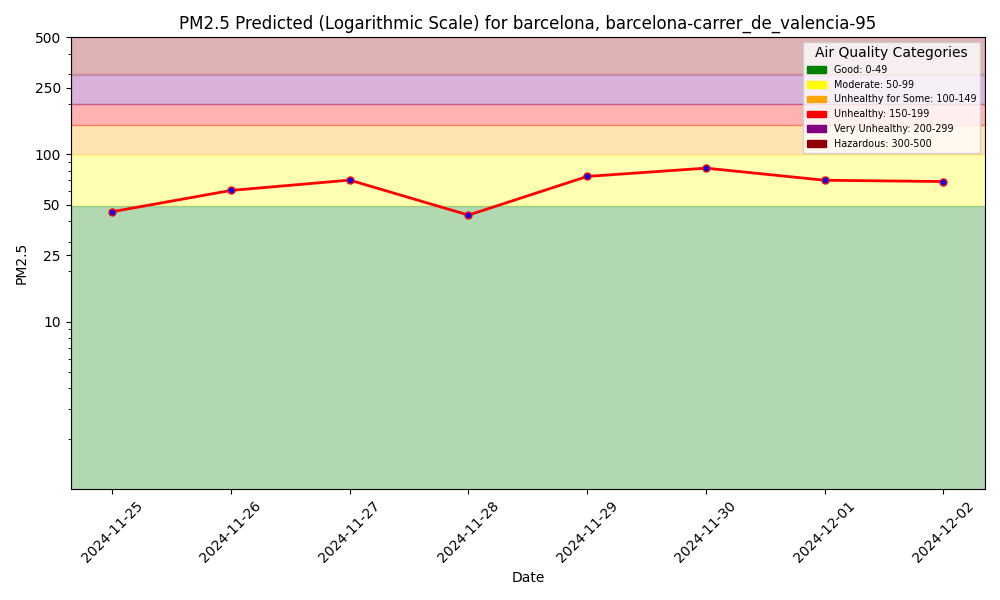 PM2.5 Predicted (Logarithmic Scale) for barcelona, barcelona-carrer_de_valencia-95
Air Quality Categories
Good: 0-49
Moderate: 50-99
Unhealthy for Some: 100-149
Unhealthy: 150-199
Very Unhealthy: 200-299
Hazardous: 300-500
500
250
100
50
25
10
PM2.5
2024-11-25
2024-11-26
2024-11-27
2024-11-28
2024-11-29
2024-11-30
2024-12-01
2024-12-02
Date